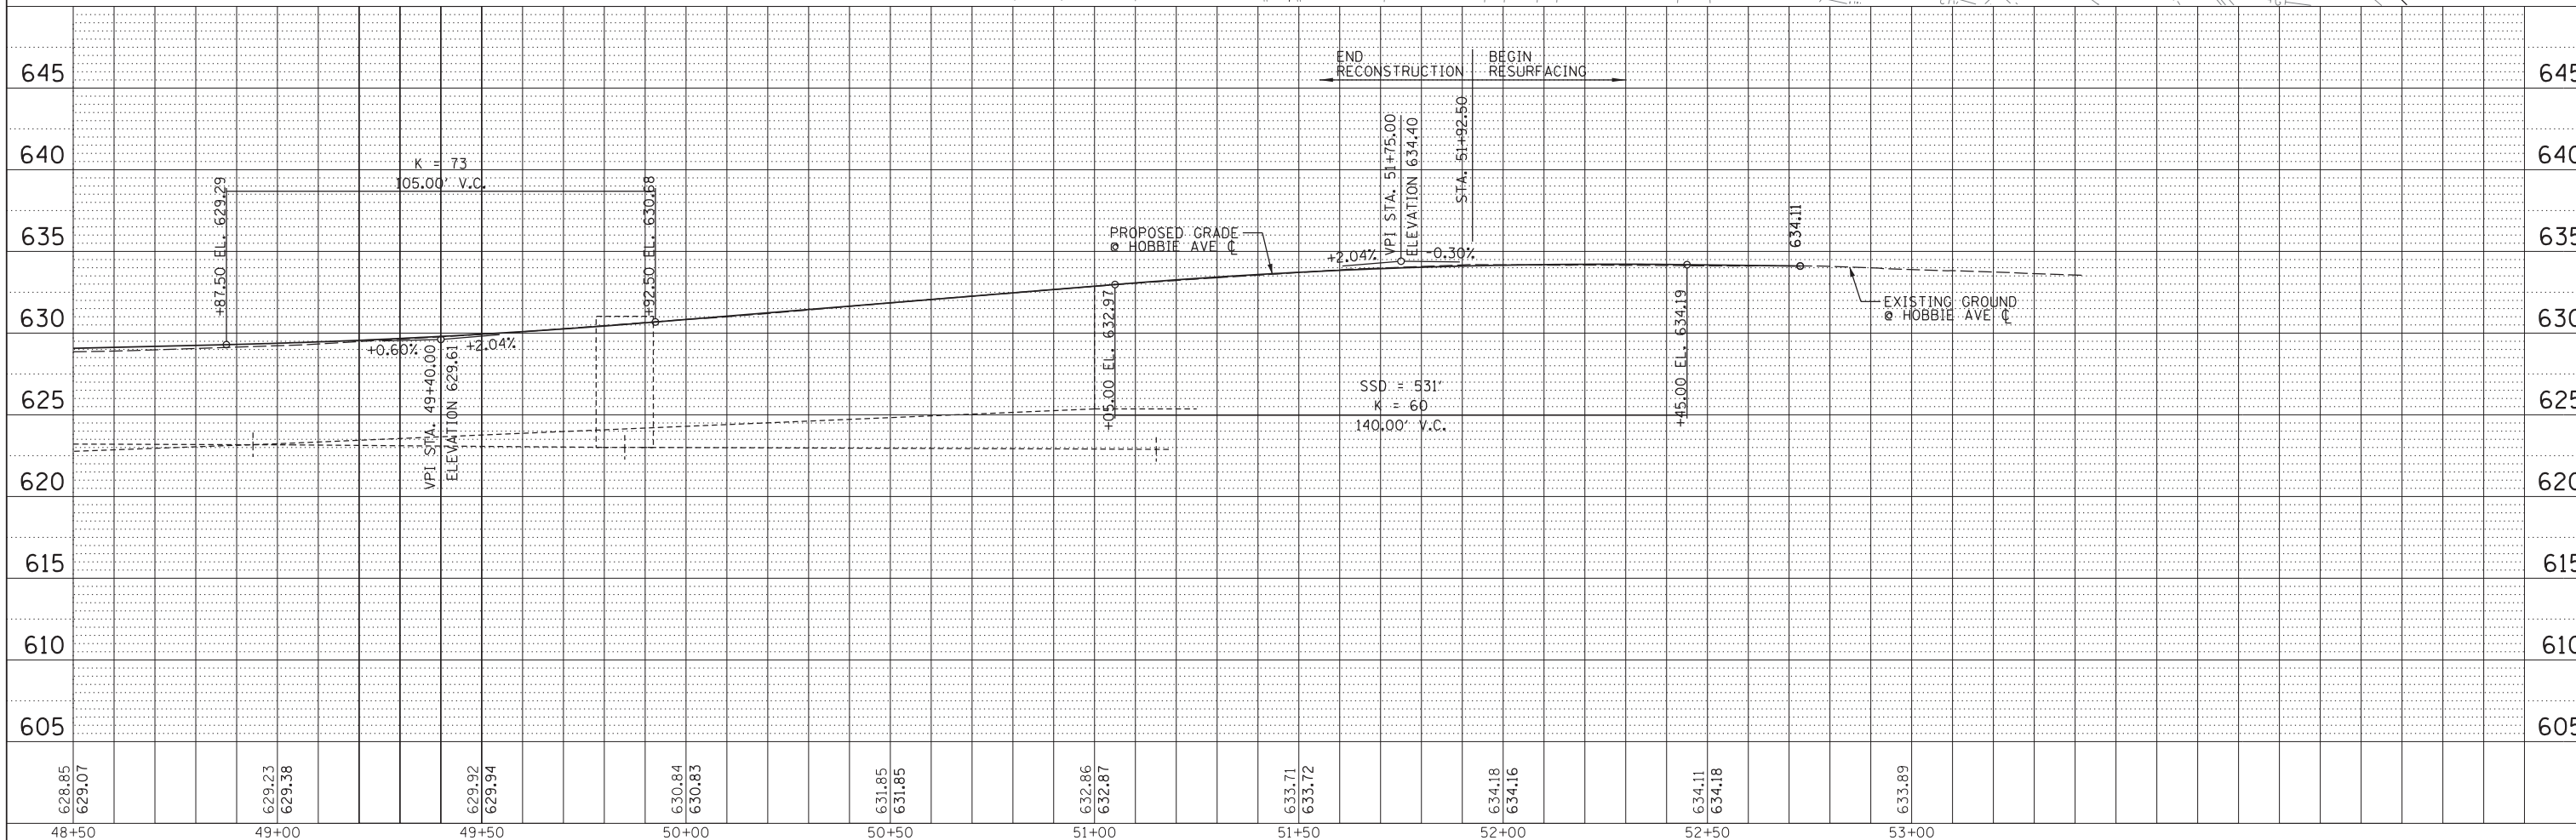 END
RECONSTRUCTION
BEGIN
RESURFACING
645
645
640
640
635
635
630
630
625
625
620
620
615
615
610
610
605
605
K = 73
105.00' V.C.
+87.50 EL. 629.29
+92.50 EL. 630.68
+0.60%
+2.04%
VPI STA. 49+40.00
ELEVATION 629.61
PROPOSED GRADE
@ HOBBIE AVE ℄
+05.00 EL. 632.97
+2.04%
-0.30%
VPI STA. 51+75.00
ELEVATION 634.40
STA. 51+92.50
SSD = 531'
K = 60
140.00' V.C.
+45.00 EL. 634.19
634.11
EXISTING GROUND
@ HOBBIE AVE ℄
628.85
629.07
629.23
629.38
629.92
629.94
630.84
630.83
631.85
631.85
632.86
632.87
633.71
633.72
634.18
634.16
634.11
634.18
633.89
48+50
49+00
49+50
50+00
50+50
51+00
51+50
52+00
52+50
53+00